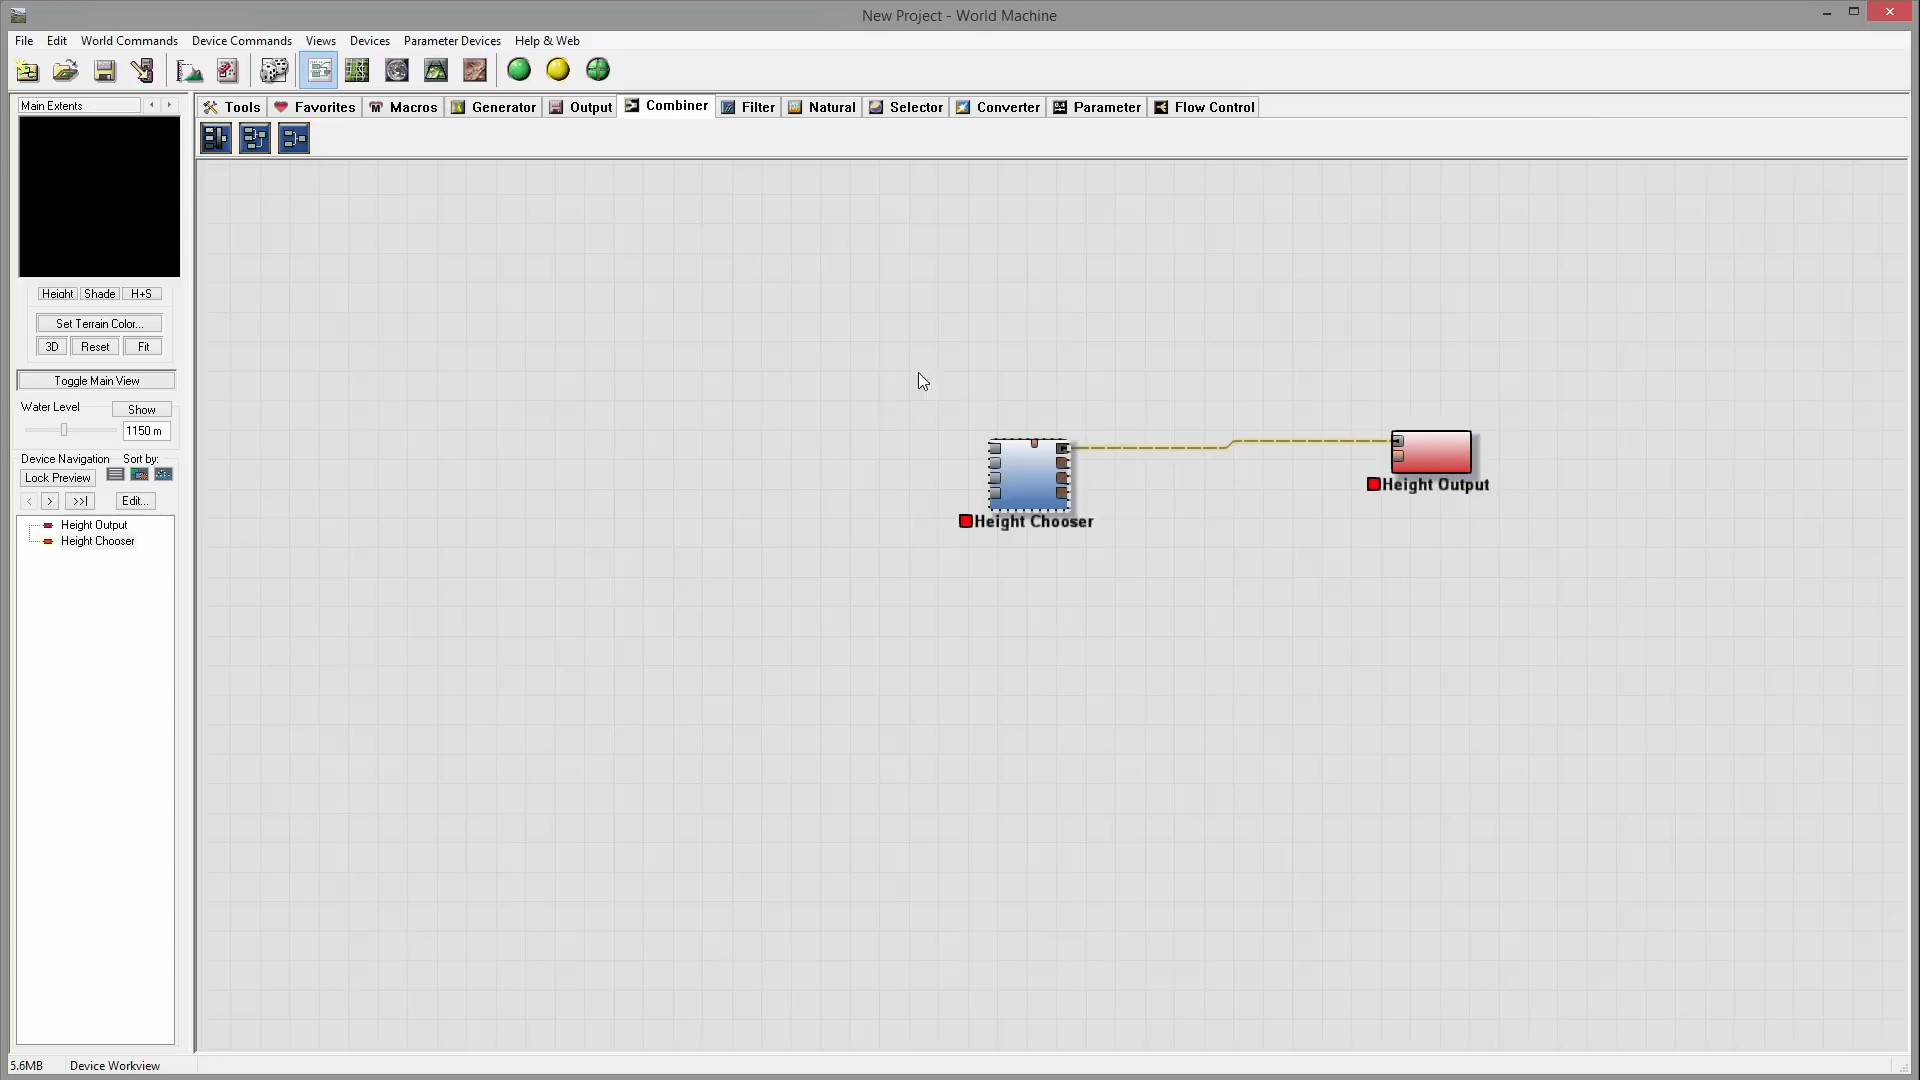 New Project - World Machine
File Edit World Commands Device Commands Views Devices Parameter Devices Help & Web
Main Extents
Tools Favorites Macros Generator Output Combiner Filter Natural Selector Converter Parameter Flow Control
Height Shade H+S
Set Terrain Color...
3D Reset Fit
Toggle Main View
Water Level Show
1150 m
Device Navigation Sort by:
Lock Preview
< > >>| Edit...
Height Output
Height Chooser
Height Chooser
Height Output
5.6MB Device Workview